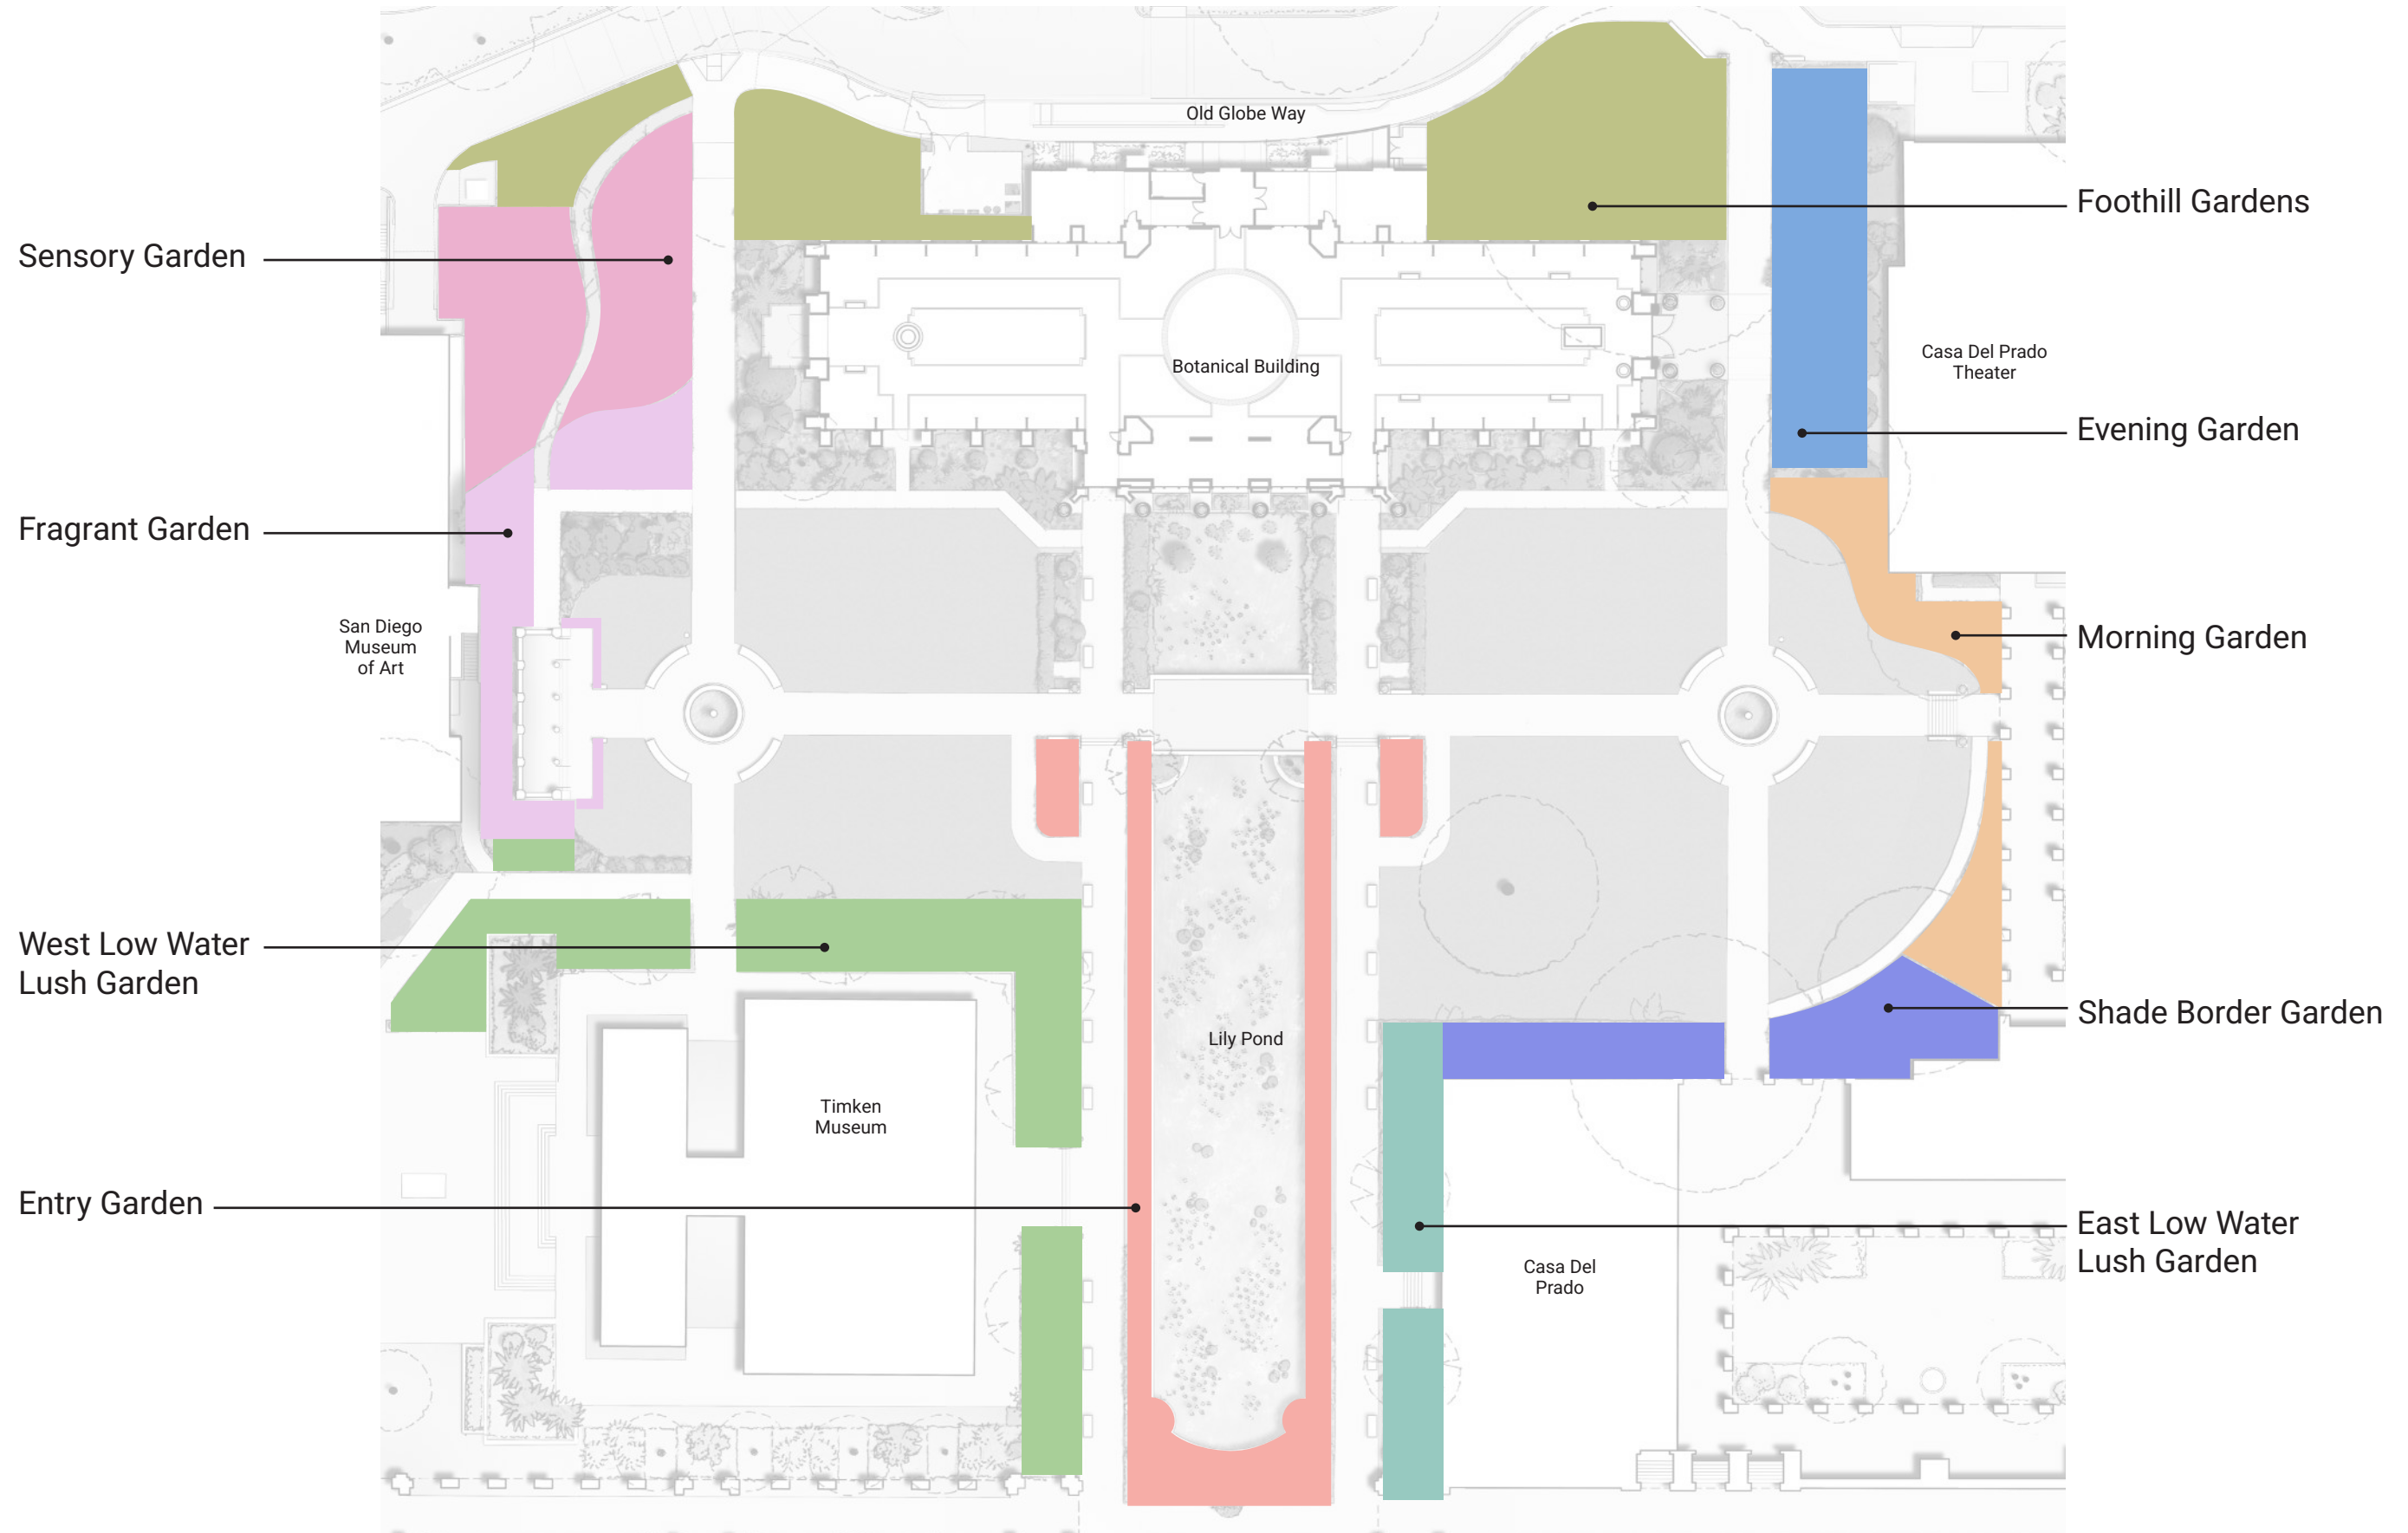 Old Globe Way
Foothill Gardens
Sensory Garden
Casa Del Prado
Theater
Botanical Building
Evening Garden
Fragrant Garden
San Diego
Museum
of Art
Morning Garden
West Low Water
Lush Garden
Shade Border Garden
Lily Pond
Timken
Museum
Entry Garden
East Low Water
Lush Garden
Casa Del
Prado